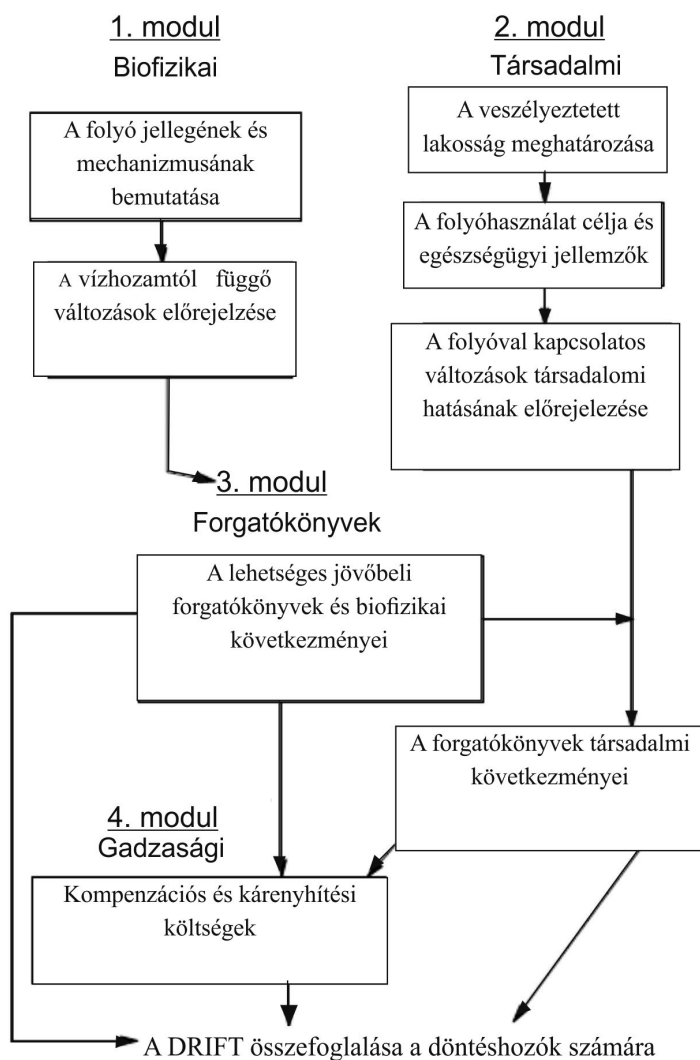 1. modul
Biofizikai
A folyó jellegének és
mechanizmusának
bemutatása
A vízhozamtól függő
változások előrejelzése
2. modul
Társadalmi
A veszélyeztetett
lakosság meghatározása
A folyóhasználat célja és
egészségügyi jellemzők
A folyóval kapcsolatos
változások társadalomi
hatásának előrejelezése
3. modul
Forgatókönyvek
A lehetséges jövőbeli
forgatókönyvek és biofizikai
következményei
A forgatókönyvek társadalmi
következményei
4. modul
Gadzasági
Kompenzációs és kárenyhítési
költségek
A DRIFT összefoglalása a döntéshozók számára